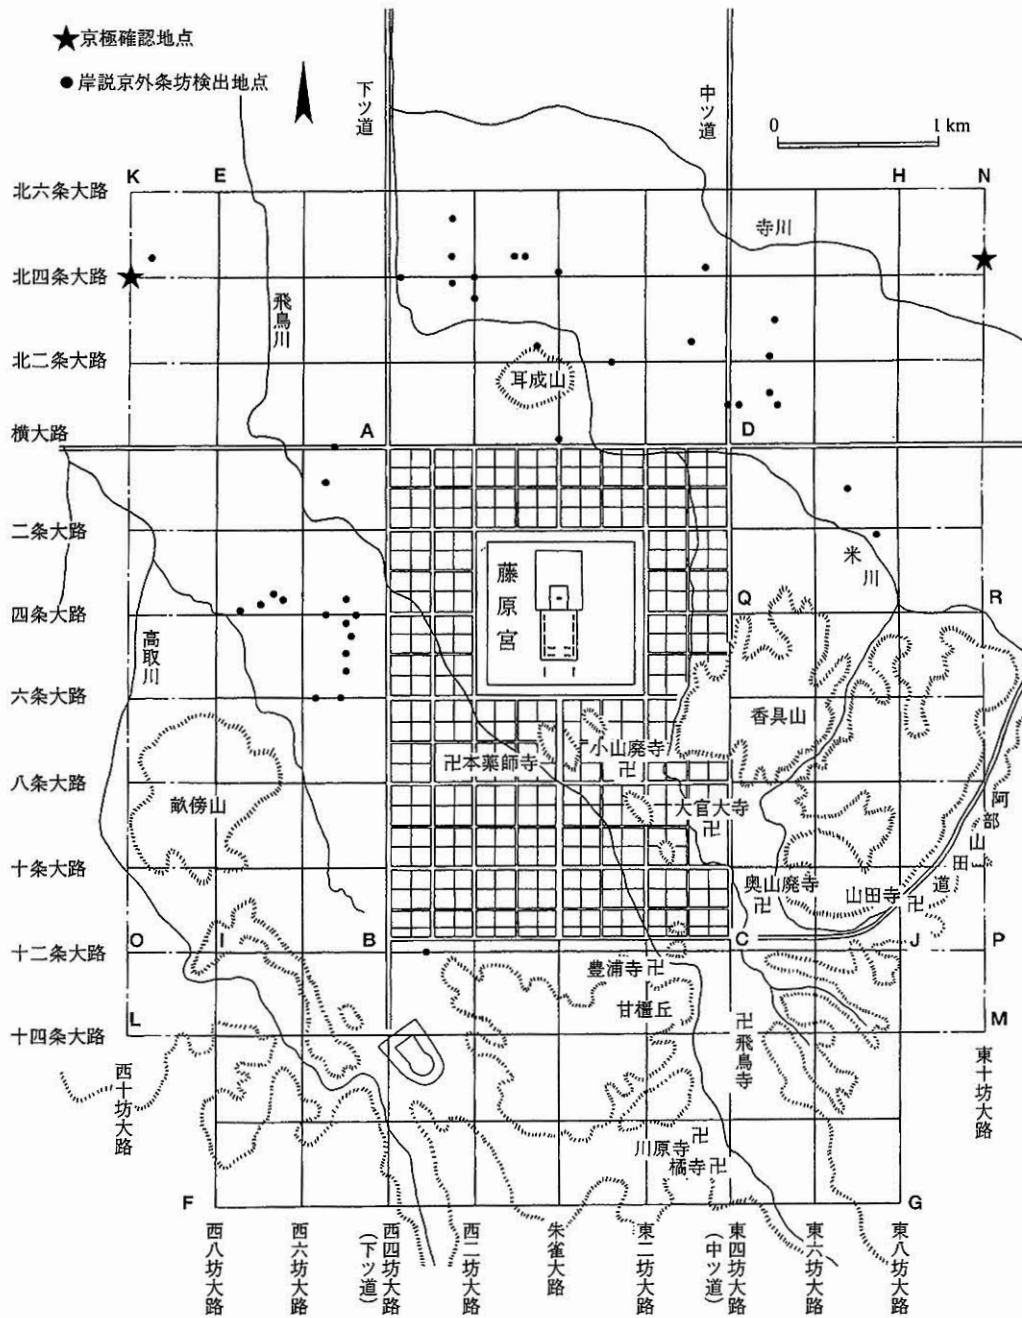 ★京極確認地点
●岸説京外条坊検出地点
下ツ道
中ツ道
0 1 km
K E H N
北六条大路
寺川
北四条大路
飛鳥川
北二条大路
耳成山
横大路
A D
二条大路
藤原宮
米川
四条大路
Q R
高取川
六条大路
香具山
小山廃寺
卍
卍本薬師寺
八条大路
畝傍山
大官大寺
卍
阿部山田道
十条大路
奥山廃寺
卍
山田寺
卍
O I B C J P
十二条大路
豊浦寺卍
甘橿丘
L M
十四条大路
卍飛鳥寺
西十坊大路
東十坊大路
川原寺卍
橘寺卍
F G
西八坊大路
西六坊大路
西四坊大路
(下ツ道)
西二坊大路
朱雀大路
東二坊大路
東四坊大路
(中ツ道)
東六坊大路
東八坊大路